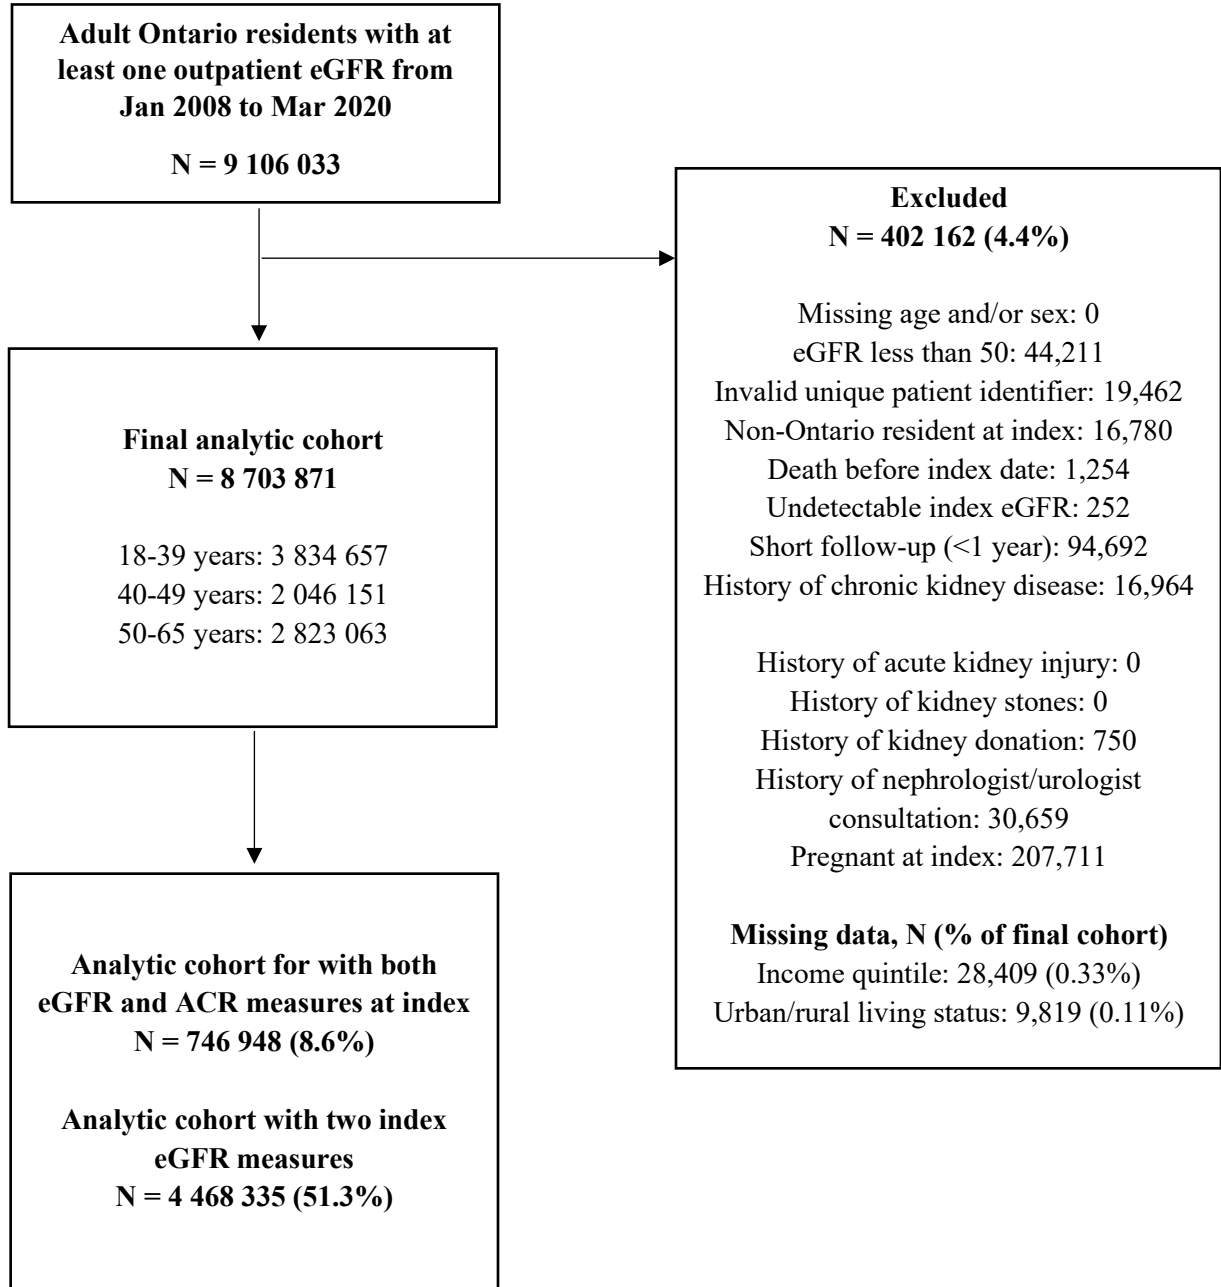 Adult Ontario residents with at
least one outpatient eGFR from
Jan 2008 to Mar 2020
N = 9 106 033
Excluded
N = 402 162 (4.4%)
Missing age and/or sex: 0
eGFR less than 50: 44,211
Invalid unique patient identifier: 19,462
Non-Ontario resident at index: 16,780
Death before index date: 1,254
Undetectable index eGFR: 252
Short follow-up (<1 year): 94,692
History of chronic kidney disease: 16,964
History of acute kidney injury: 0
History of kidney stones: 0
History of kidney donation: 750
History of nephrologist/urologist
consultation: 30,659
Pregnant at index: 207,711
Missing data, N (% of final cohort)
Income quintile: 28,409 (0.33%)
Urban/rural living status: 9,819 (0.11%)
Final analytic cohort
N = 8 703 871
18-39 years: 3 834 657
40-49 years: 2 046 151
50-65 years: 2 823 063
Analytic cohort for with both
eGFR and ACR measures at index
N = 746 948 (8.6%)
Analytic cohort with two index
eGFR measures
N = 4 468 335 (51.3%)